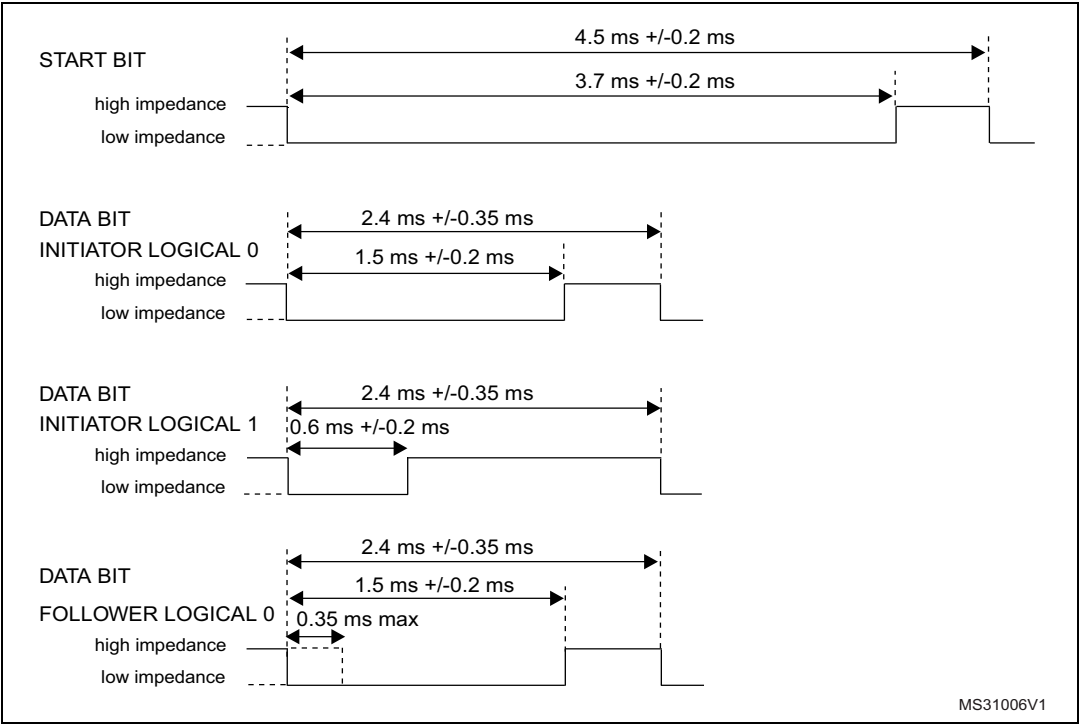 START BIT
4.5 ms +/-0.2 ms
3.7 ms +/-0.2 ms
high impedance
low impedance
DATA BIT
INITIATOR LOGICAL 0
2.4 ms +/-0.35 ms
1.5 ms +/-0.2 ms
high impedance
low impedance
DATA BIT
INITIATOR LOGICAL 1
2.4 ms +/-0.35 ms
0.6 ms +/-0.2 ms
high impedance
low impedance
DATA BIT
FOLLOWER LOGICAL 0
2.4 ms +/-0.35 ms
1.5 ms +/-0.2 ms
0.35 ms max
high impedance
low impedance
MS31006V1